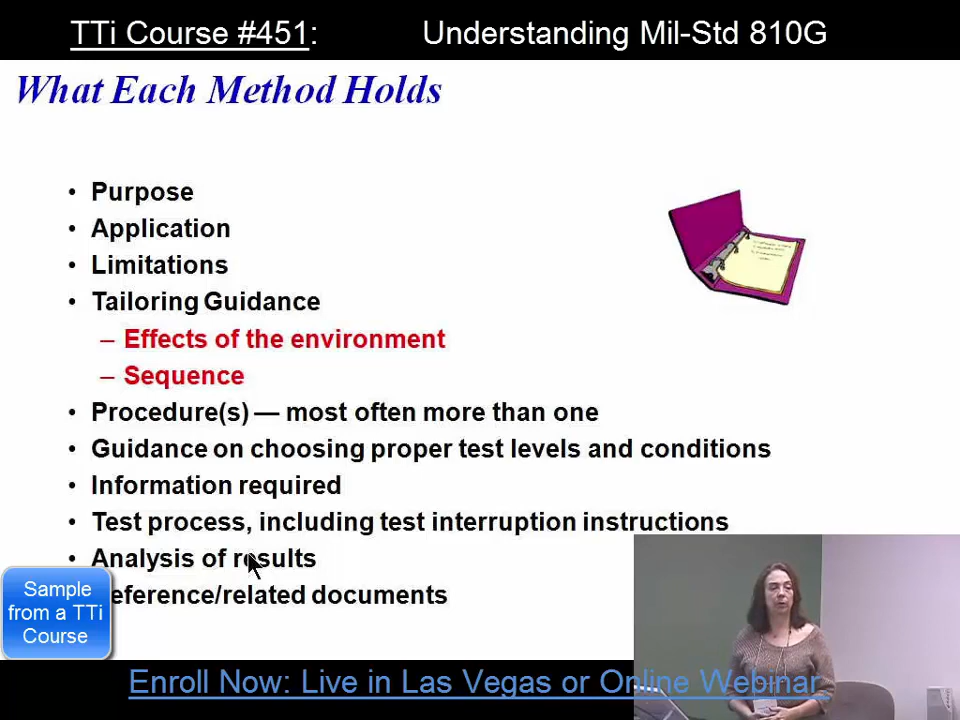 TTi Course #451: Understanding Mil-Std 810G
What Each Method Holds
• Purpose
• Application
• Limitations
• Tailoring Guidance
– Effects of the environment
– Sequence
• Procedure(s) — most often more than one
• Guidance on choosing proper test levels and conditions
• Information required
• Test process, including test interruption instructions
• Analysis of results
eference/related documents
Sample
from a TTi
Course
Enroll Now: Live in Las Vegas or Online Webinar